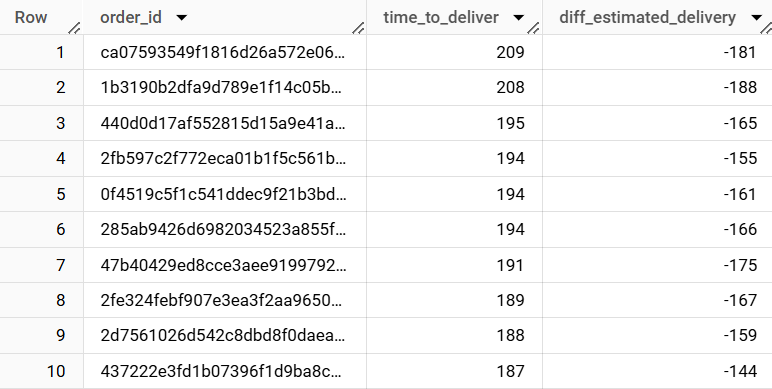 Row order_id time_to_deliver diff_estimated_delivery
1 ca07593549f1816d26a572e06... 209 -181
2 1b3190b2dfa9d789e1f14c05b... 208 -188
3 440d0d17af552815d15a9e41a... 195 -165
4 2fb597c2f772eca01b1f5c561b... 194 -155
5 0f4519c5f1c541ddec9f21b3bd... 194 -161
6 285ab9426d6982034523a855f... 194 -166
7 47b40429ed8cce3aee9199792... 191 -175
8 2fe324febf907e3ea3f2aa9650... 189 -167
9 2d7561026d542c8dbd8f0daea... 188 -159
10 437222e3fd1b07396f1d9ba8c... 187 -144